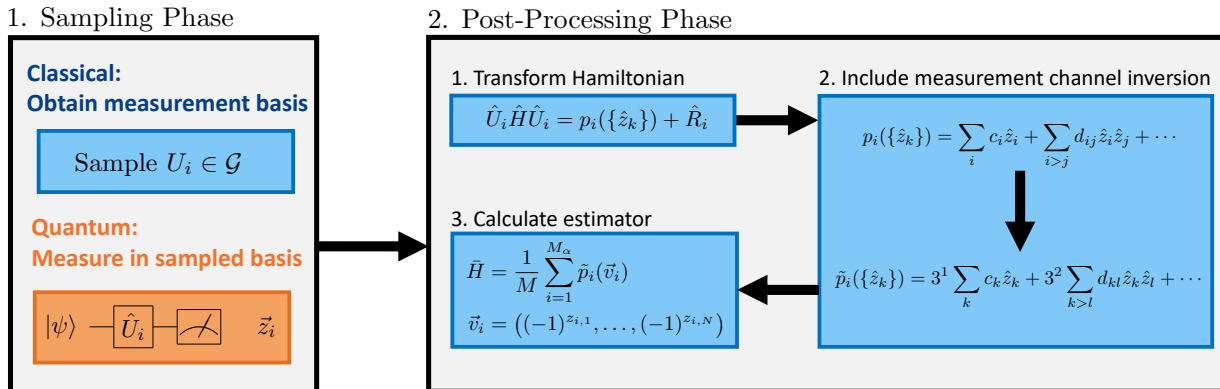 1. Sampling Phase
Classical:
Obtain measurement basis
Sample $U_i \in \mathcal{G}$
Quantum:
Measure in sampled basis
$|\psi\rangle$ $\hat{U}_i$ $\vec{z}_i$
2. Post-Processing Phase
1. Transform Hamiltonian
$\hat{U}_i \hat{H} \hat{U}_i = p_i(\{\hat{z}_k\}) + \hat{R}_i$
2. Include measurement channel inversion
$p_i(\{\hat{z}_k\}) = \sum_i c_i \hat{z}_i + \sum_{i>j} d_{ij} \hat{z}_i \hat{z}_j + \cdots$
$\tilde{p}_i(\{\hat{z}_k\}) = 3^1 \sum_k c_k \hat{z}_k + 3^2 \sum_{k>l} d_{kl} \hat{z}_k \hat{z}_l + \cdots$
3. Calculate estimator
$\bar{H} = \frac{1}{M} \sum_{i=1}^{M_\alpha} \tilde{p}_i(\vec{v}_i)$
$\vec{v}_i = \left((-1)^{z_{i,1}}, \ldots, (-1)^{z_{i,N}}\right)$